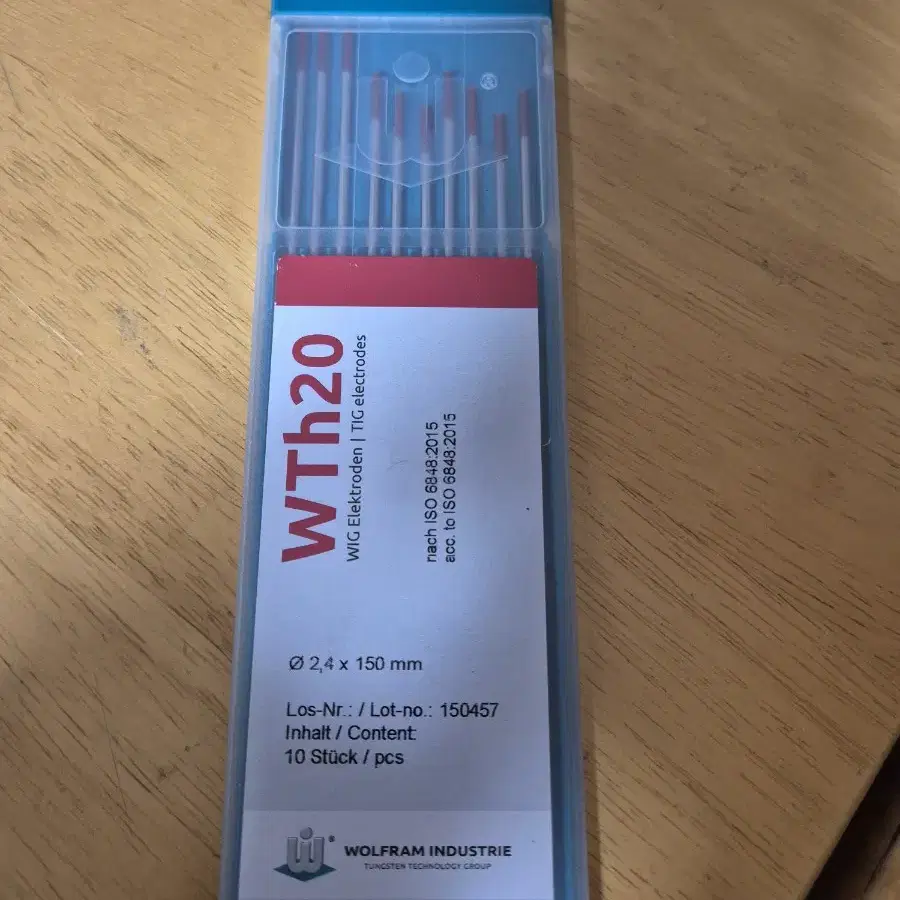 WTh20
WIG Elektroden | TIG electrodes
nach ISO 6848:2015
acc. to ISO 6848:2015
Ø 2,4 x 150 mm
Los-Nr.: / Lot-no.: 150457
Inhalt / Content:
10 Stück / pcs
WOLFRAM INDUSTRIE
TUNGSTEN TECHNOLOGY GROUP